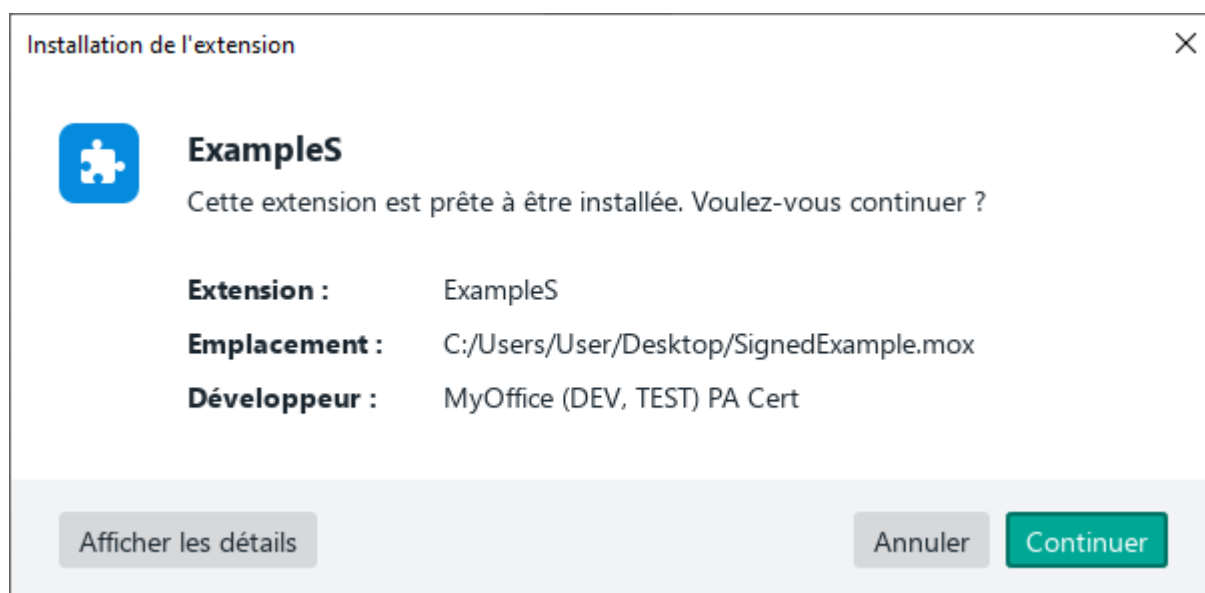 Installation de l'extension
ExampleS
Cette extension est prête à être installée. Voulez-vous continuer ?
Extension : ExampleS
Emplacement : C:/Users/User/Desktop/SignedExample.mox
Développeur : MyOffice (DEV, TEST) PA Cert
Afficher les détails Annuler Continuer